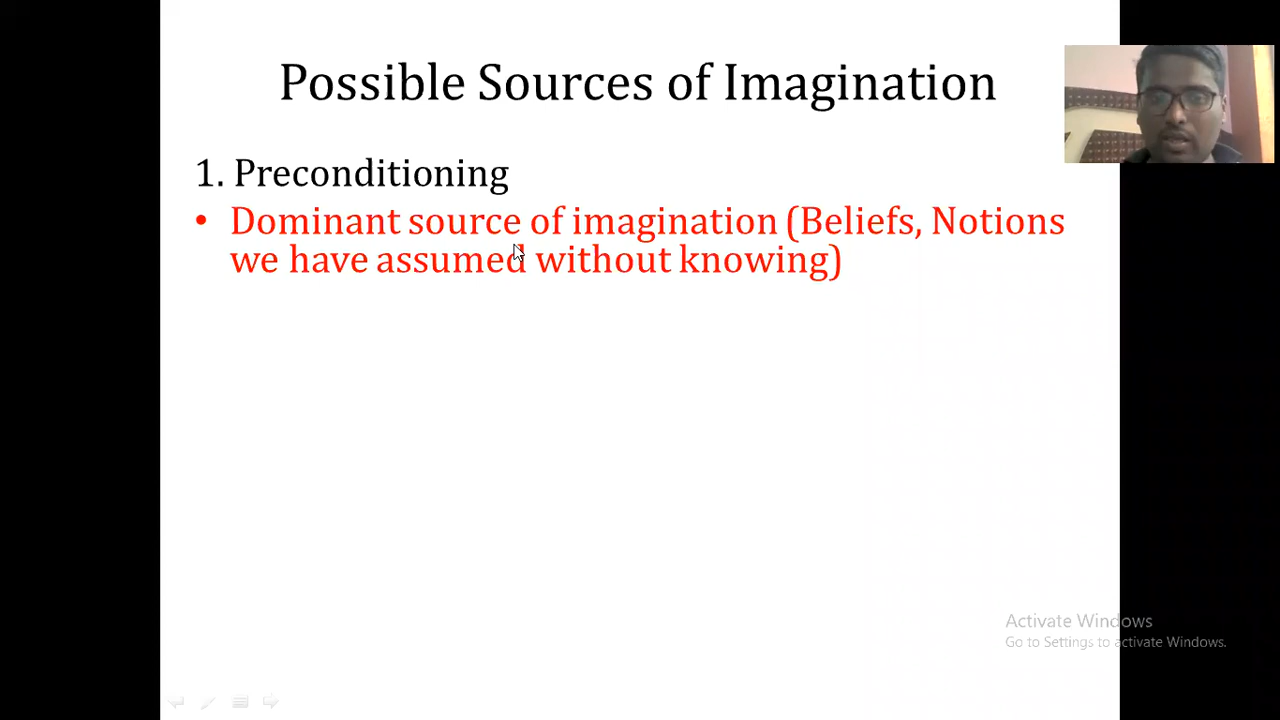 Possible Sources of Imagination
1. Preconditioning
• Dominant source of imagination (Beliefs, Notions
we have assumed without knowing)
Activate Windows
Go to Settings to activate Windows.